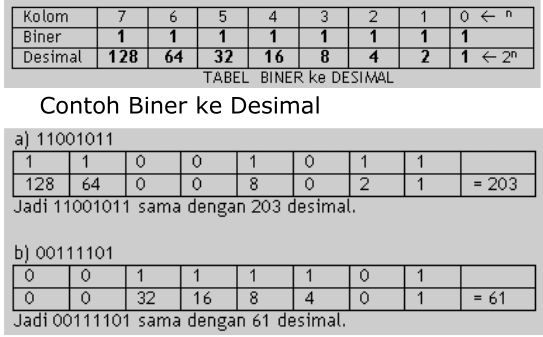 Kolom 7 6 5 4 3 2 1 0 ← n
Biner 1 1 1 1 1 1 1 1
Desimal 128 64 32 16 8 4 2 1 ← 2ⁿ
TABEL BINER ke DESIMAL
Contoh Biner ke Desimal
a) 11001011
1 1 0 0 1 0 1 1
128 64 0 0 8 0 2 1 = 203
Jadi 11001011 sama dengan 203 desimal.
b) 00111101
0 0 1 1 1 1 0 1
0 0 32 16 8 4 0 1 = 61
Jadi 00111101 sama dengan 61 desimal.